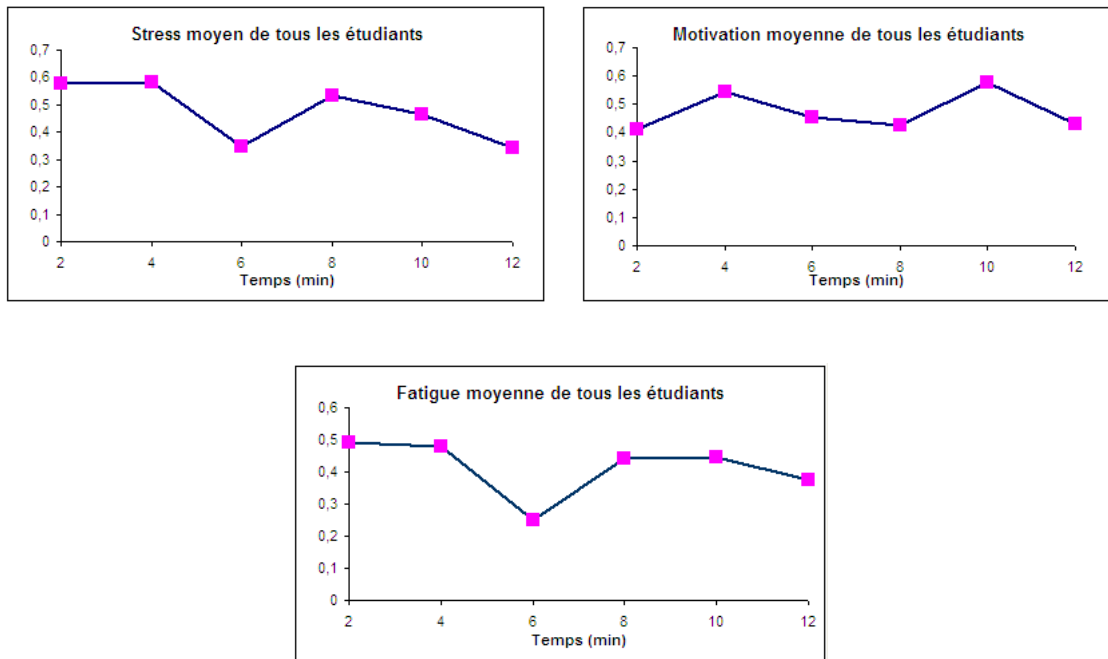 Stress moyen de tous les étudiants
0,7
0,6
0,5
0,4
0,3
0,2
0,1
0
2 4 6 8 10 12
Temps (min)
Motivation moyenne de tous les étudiants
0,7
0,6
0,5
0,4
0,3
0,2
0,1
0
2 4 6 8 10 12
Temps (min)
Fatigue moyenne de tous les étudiants
0,6
0,5
0,4
0,3
0,2
0,1
0
2 4 6 8 10 12
Temps (min)